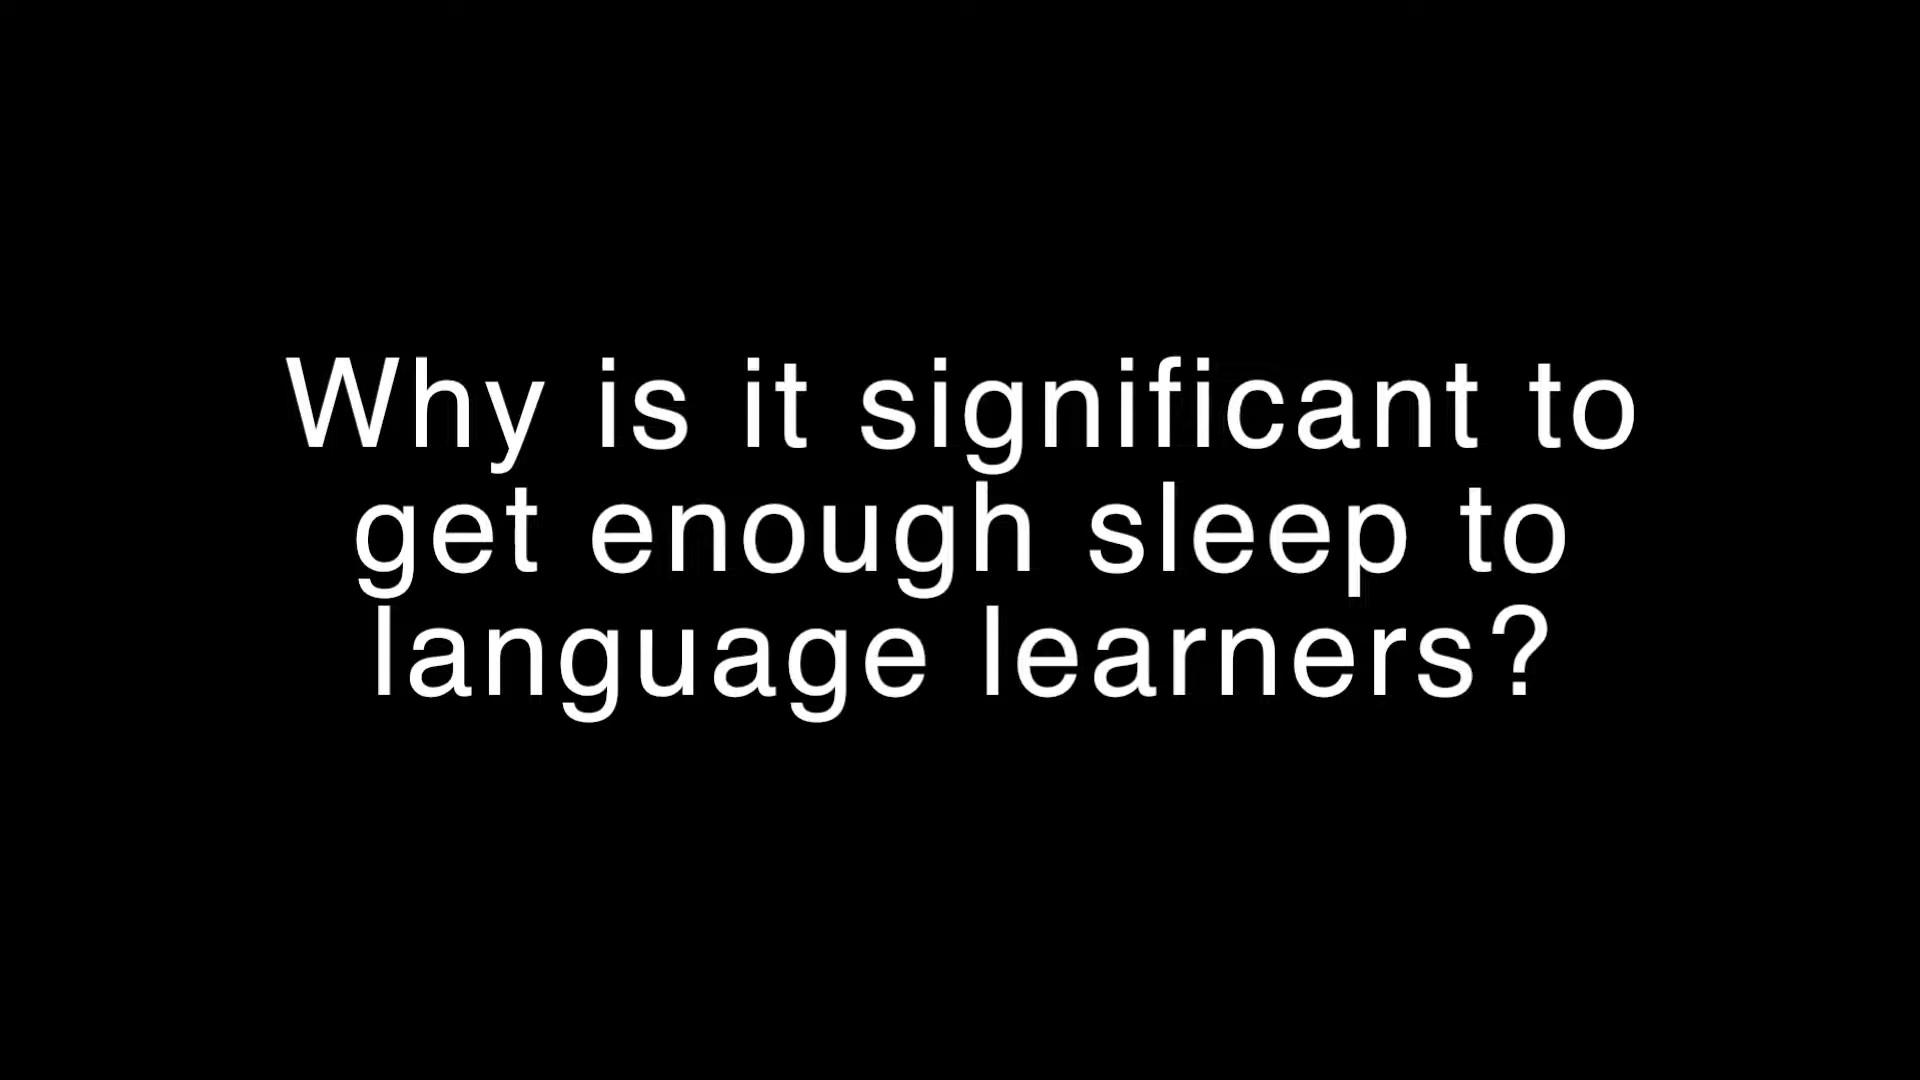 Why is it significant to
get enough sleep to
language learners?